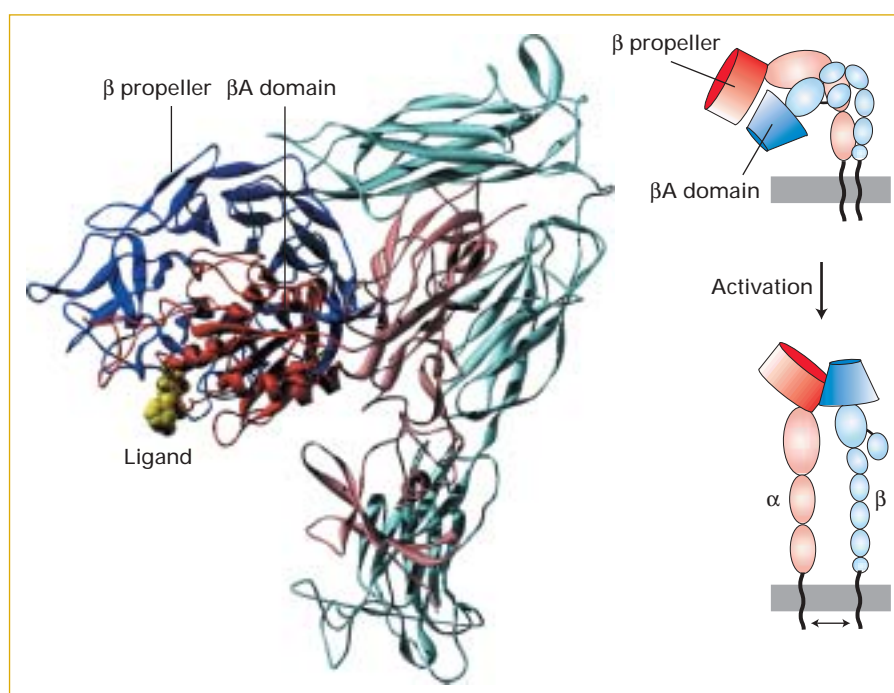 β propeller
βA domain
Ligand
β propeller
βA domain
Activation
α
β